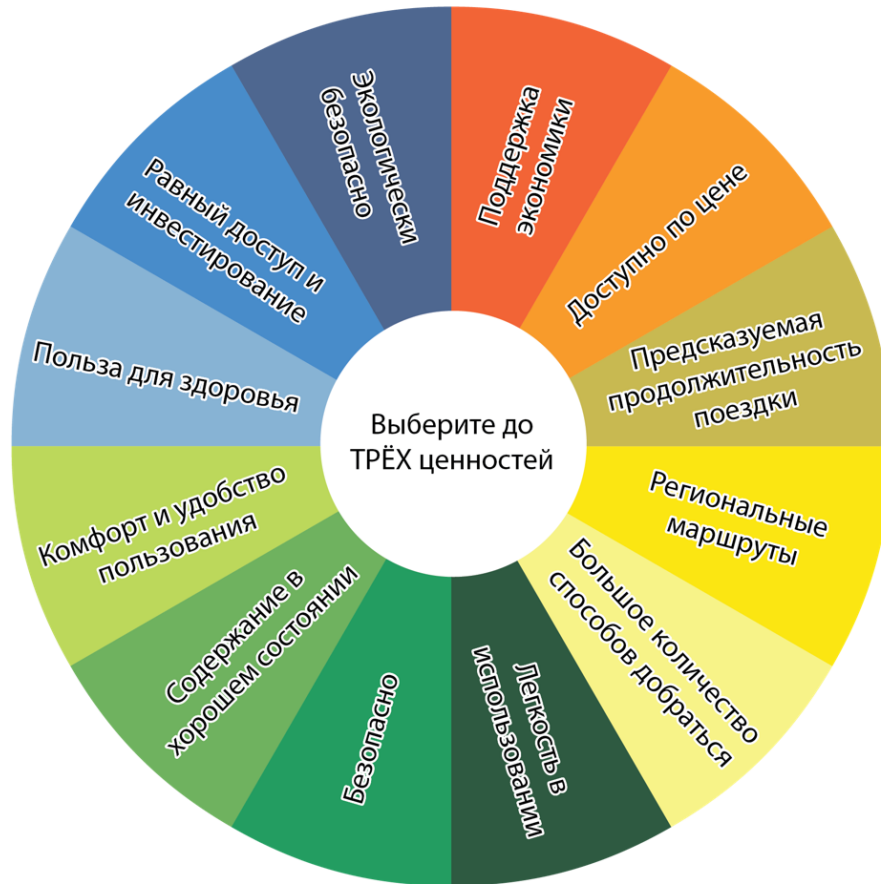 Поддержка
экономики
Доступно по цене
Предсказуемая
продолжительность
поездки
Региональные
маршруты
Большое количество
способов добраться
Легкость в
использовании
Безопасно
Содержание в
хорошем состоянии
Комфорт и удобство
пользования
Польза для здоровья
Равный доступ и
инвестирование
Экологически
безопасно
Выберите до
ТРЁХ ценностей